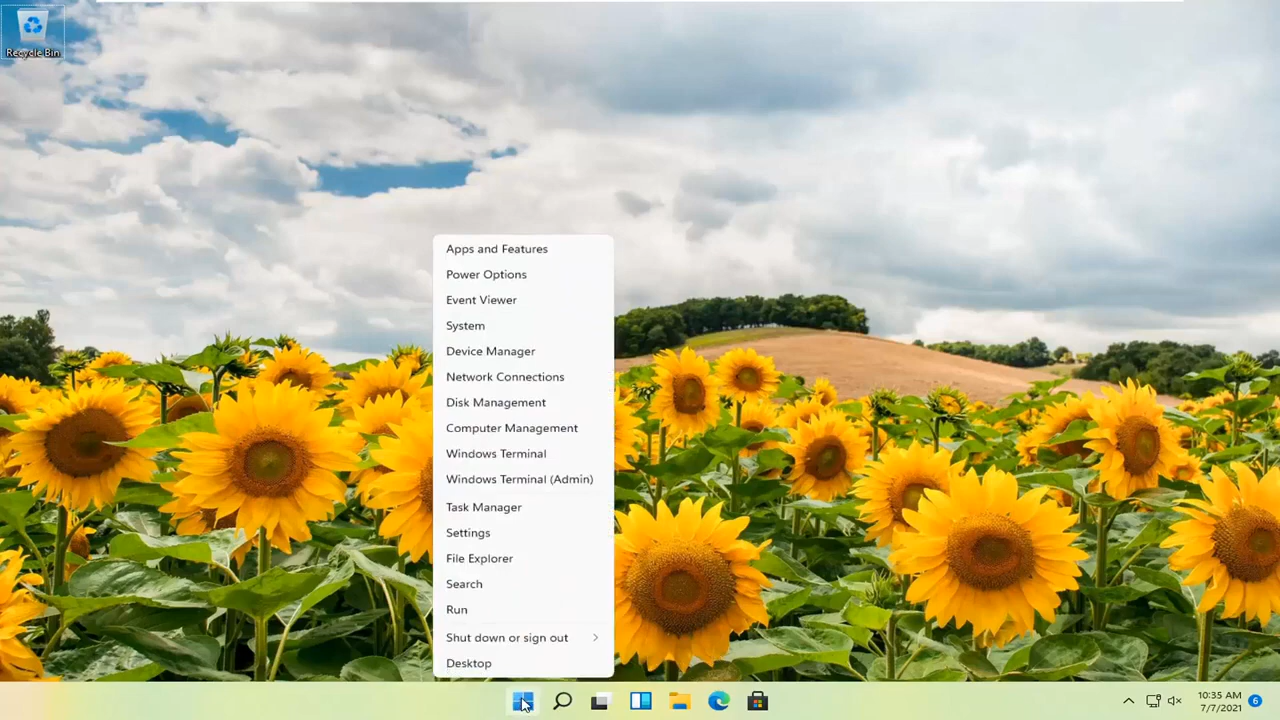 Recycle Bin
Apps and Features
Power Options
Event Viewer
System
Device Manager
Network Connections
Disk Management
Computer Management
Windows Terminal
Windows Terminal (Admin)
Task Manager
Settings
File Explorer
Search
Run
Shut down or sign out
Desktop
10:35 AM
7/7/2021
6